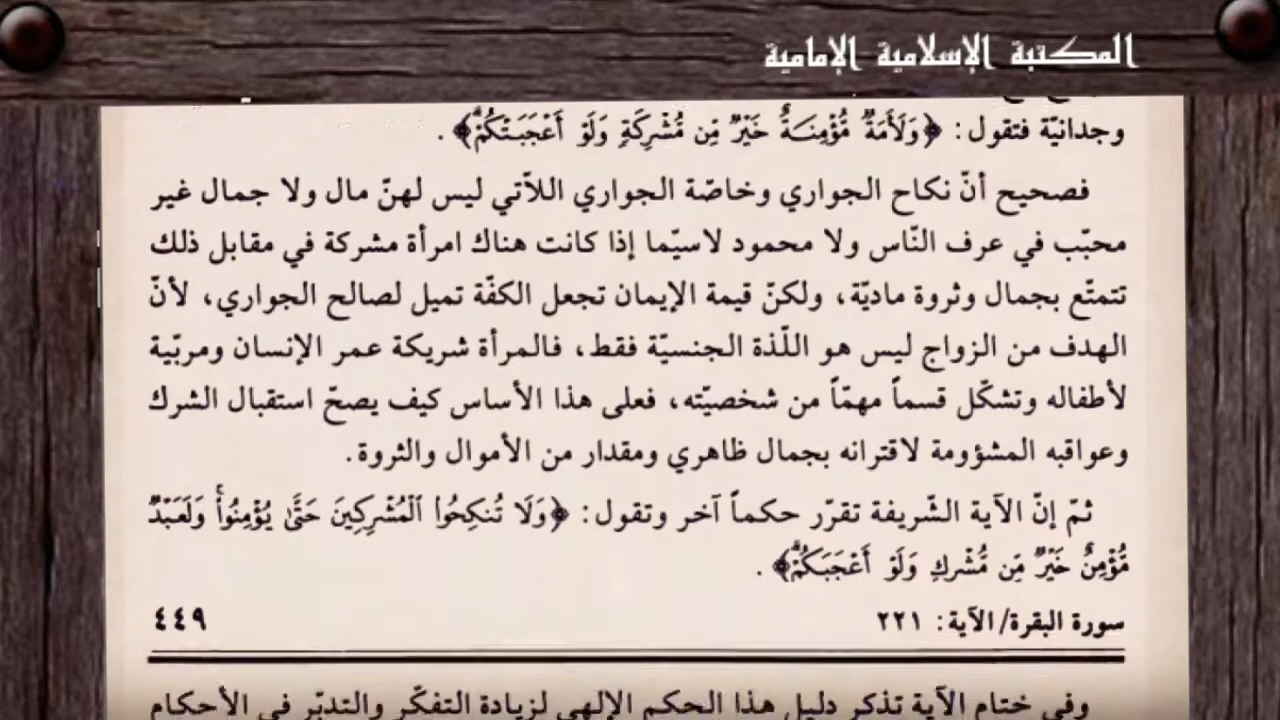 المكتبة الإسلامية الإمامية
وجدانيّة فتقول: ﴿وَلَأَمَةٌ مُّؤْمِنَةٌ خَيْرٌ مِّن مُّشْرِكَةٍ وَلَوْ أَعْجَبَتْكُمْۗ﴾.
فصحيح أنّ نكاح الجواري وخاصّة الجواري اللاّتي ليس لهنّ مال ولا جمال غير
محبّب في عرف النّاس ولا محمود لاسيّما إذا كانت هناك امرأة مشركة في مقابل ذلك
تتمتّع بجمال وثروة ماديّة، ولكنّ قيمة الإيمان تجعل الكفّة تميل لصالح الجواري، لأنّ
الهدف من الزواج ليس هو اللّذة الجنسيّة فقط، فالمرأة شريكة عمر الإنسان ومربّية
لأطفاله وتشكّل قسماً مهمّاً من شخصيّته، فعلى هذا الأساس كيف يصحّ استقبال الشرك
وعواقبه المشؤومة لاقترانه بجمال ظاهري ومقدار من الأموال والثروة.
ثمّ إنّ الآية الشّريفة تقرّر حكماً آخر وتقول: ﴿وَلَا تُنكِحُوا۟ ٱلْمُشْرِكِينَ حَتَّىٰ يُؤْمِنُوا۟ۚ وَلَعَبْدٌ
مُّؤْمِنٌ خَيْرٌ مِّن مُّشْرِكٍ وَلَوْ أَعْجَبَكُمْۗ﴾.
سورة البقرة/الآية: ٢٢١ ٤٤٩
وفي ختام الآية تذكر دليل هذا الحكم الإلهي لزيادة التفكّر والتدبّر في الأحكام